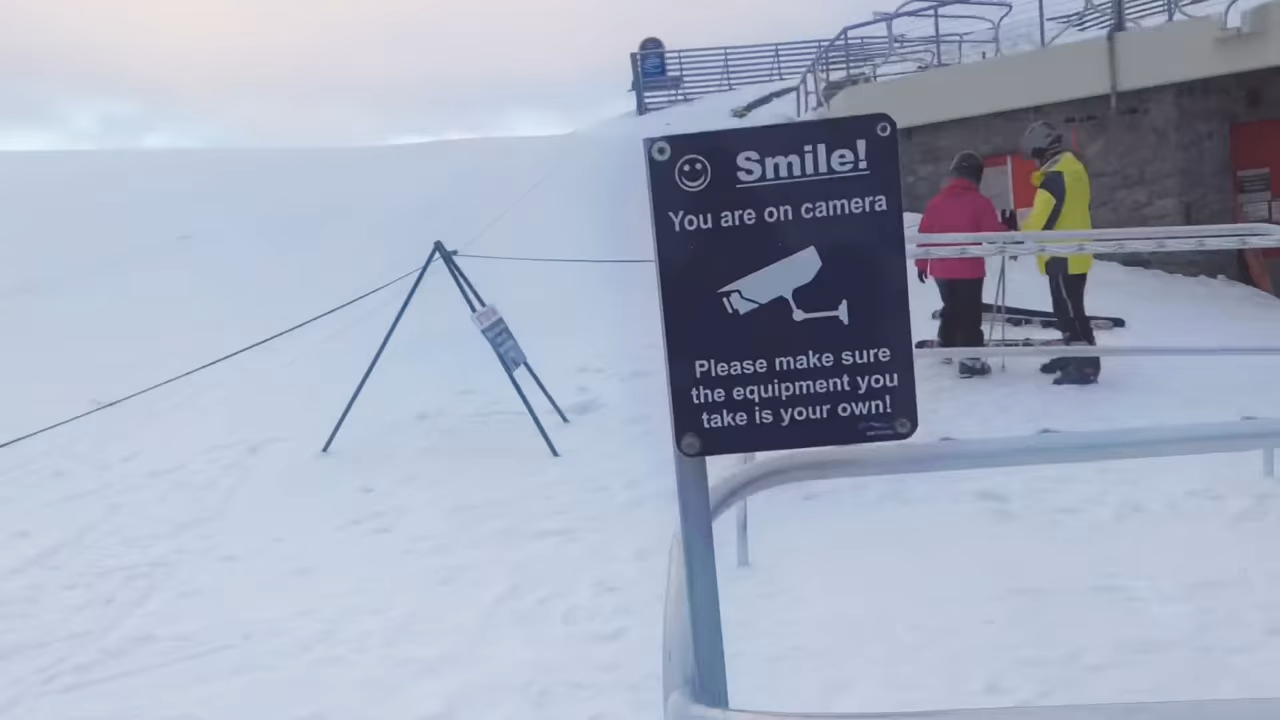 Smile!
You are on camera
Please make sure
the equipment you
take is your own!